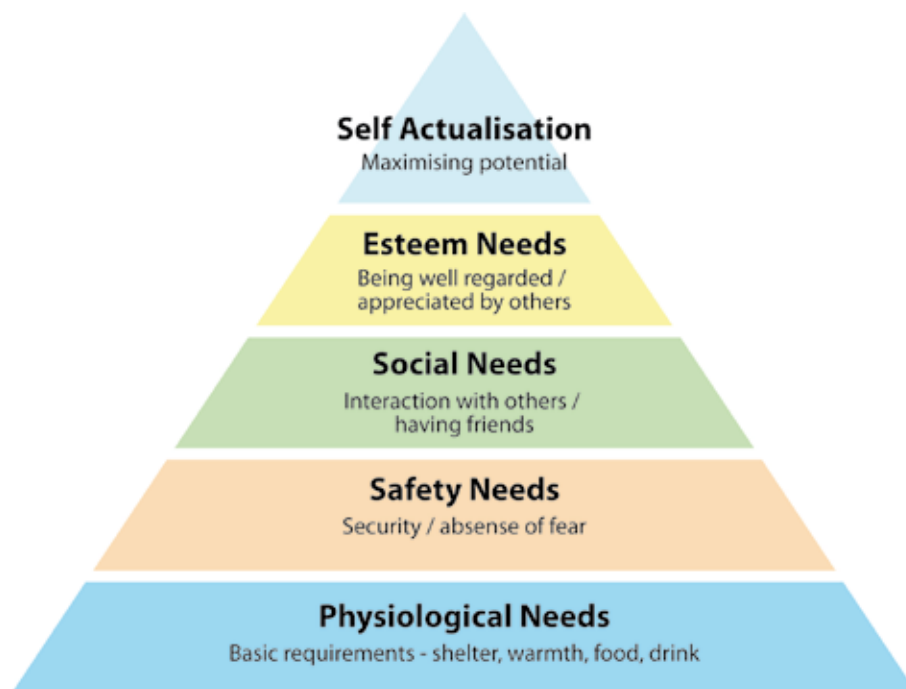 Self Actualisation
Maximising potential
Esteem Needs
Being well regarded /
appreciated by others
Social Needs
Interaction with others /
having friends
Safety Needs
Security / absense of fear
Physiological Needs
Basic requirements - shelter, warmth, food, drink